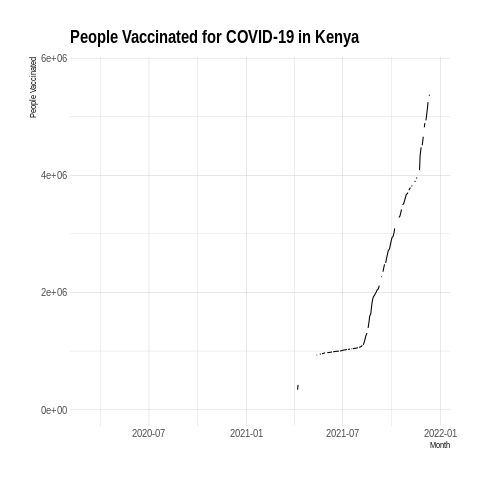 People Vaccinated for COVID-19 in Kenya
People Vaccinated
6e+06
4e+06
2e+06
0e+00
2020-07
2021-01
2021-07
2022-01
Month